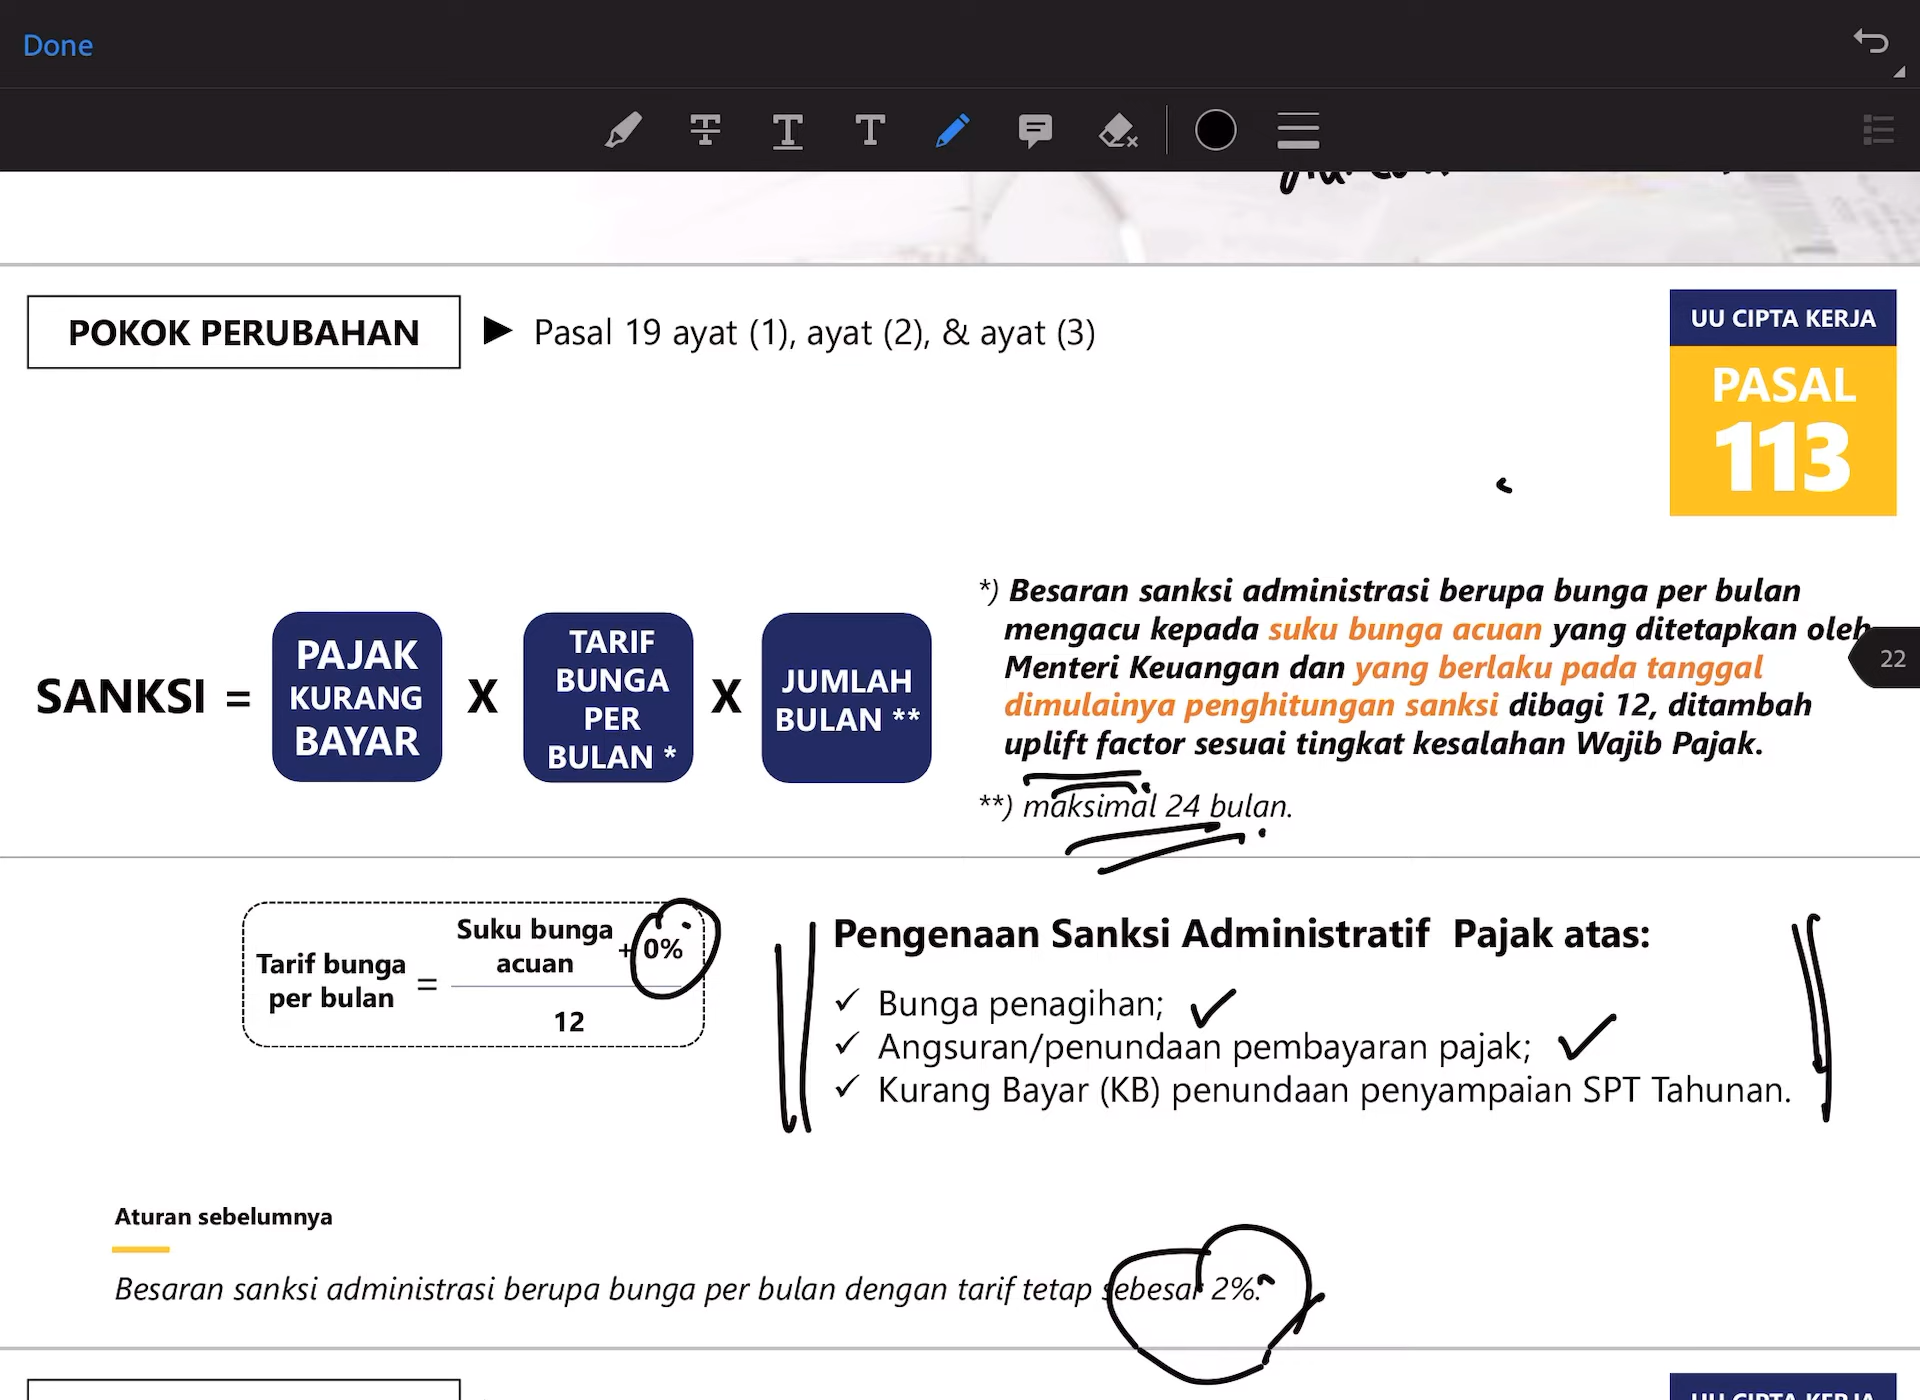 Done
POKOK PERUBAHAN
Pasal 19 ayat (1), ayat (2), & ayat (3)
UU CIPTA KERJA
PASAL
113
SANKSI =
PAJAK
KURANG
BAYAR
X
TARIF
BUNGA
PER
BULAN *
X
JUMLAH
BULAN **
*) Besaran sanksi administrasi berupa bunga per bulan
mengacu kepada suku bunga acuan yang ditetapkan oleh
Menteri Keuangan dan yang berlaku pada tanggal
dimulainya penghitungan sanksi dibagi 12, ditambah
uplift factor sesuai tingkat kesalahan Wajib Pajak.
**) maksimal 24 bulan.
22
Tarif bunga
per bulan
=
Suku bunga
acuan
+ 0%
12
Pengenaan Sanksi Administratif Pajak atas:
✓ Bunga penagihan;
✓ Angsuran/penundaan pembayaran pajak;
✓ Kurang Bayar (KB) penundaan penyampaian SPT Tahunan.
Aturan sebelumnya
Besaran sanksi administrasi berupa bunga per bulan dengan tarif tetap sebesar 2%.
UU CIPTA KERJA